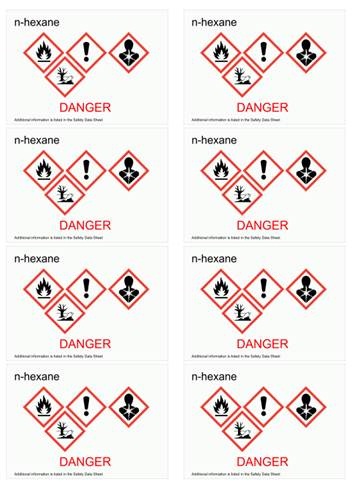 n-hexane
DANGER
Additional information is listed in the Safety Data Sheet
n-hexane
DANGER
Additional information is listed in the Safety Data Sheet
n-hexane
DANGER
Additional information is listed in the Safety Data Sheet
n-hexane
DANGER
Additional information is listed in the Safety Data Sheet
n-hexane
DANGER
Additional information is listed in the Safety Data Sheet
n-hexane
DANGER
Additional information is listed in the Safety Data Sheet
n-hexane
DANGER
Additional information is listed in the Safety Data Sheet
n-hexane
DANGER
Additional information is listed in the Safety Data Sheet